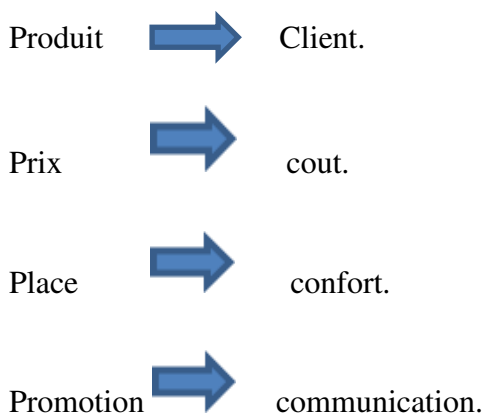 Produit Client.
Prix cout.
Place confort.
Promotion communication.